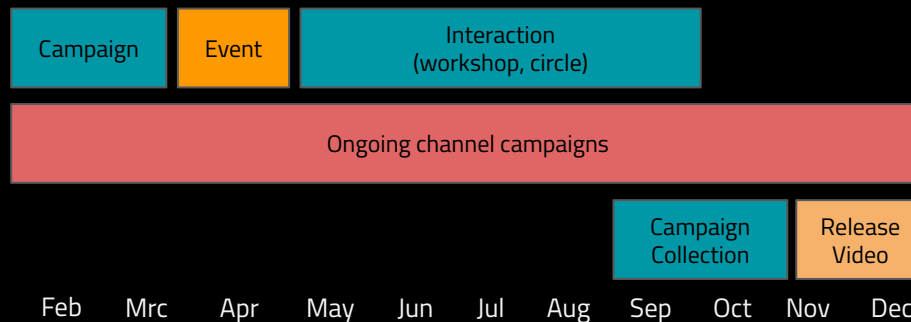 Campaign
Event
Interaction
(workshop, circle)
Ongoing channel campaigns
Campaign
Collection
Release
Video
Feb Mrc Apr May Jun Jul Aug Sep Oct Nov Dec